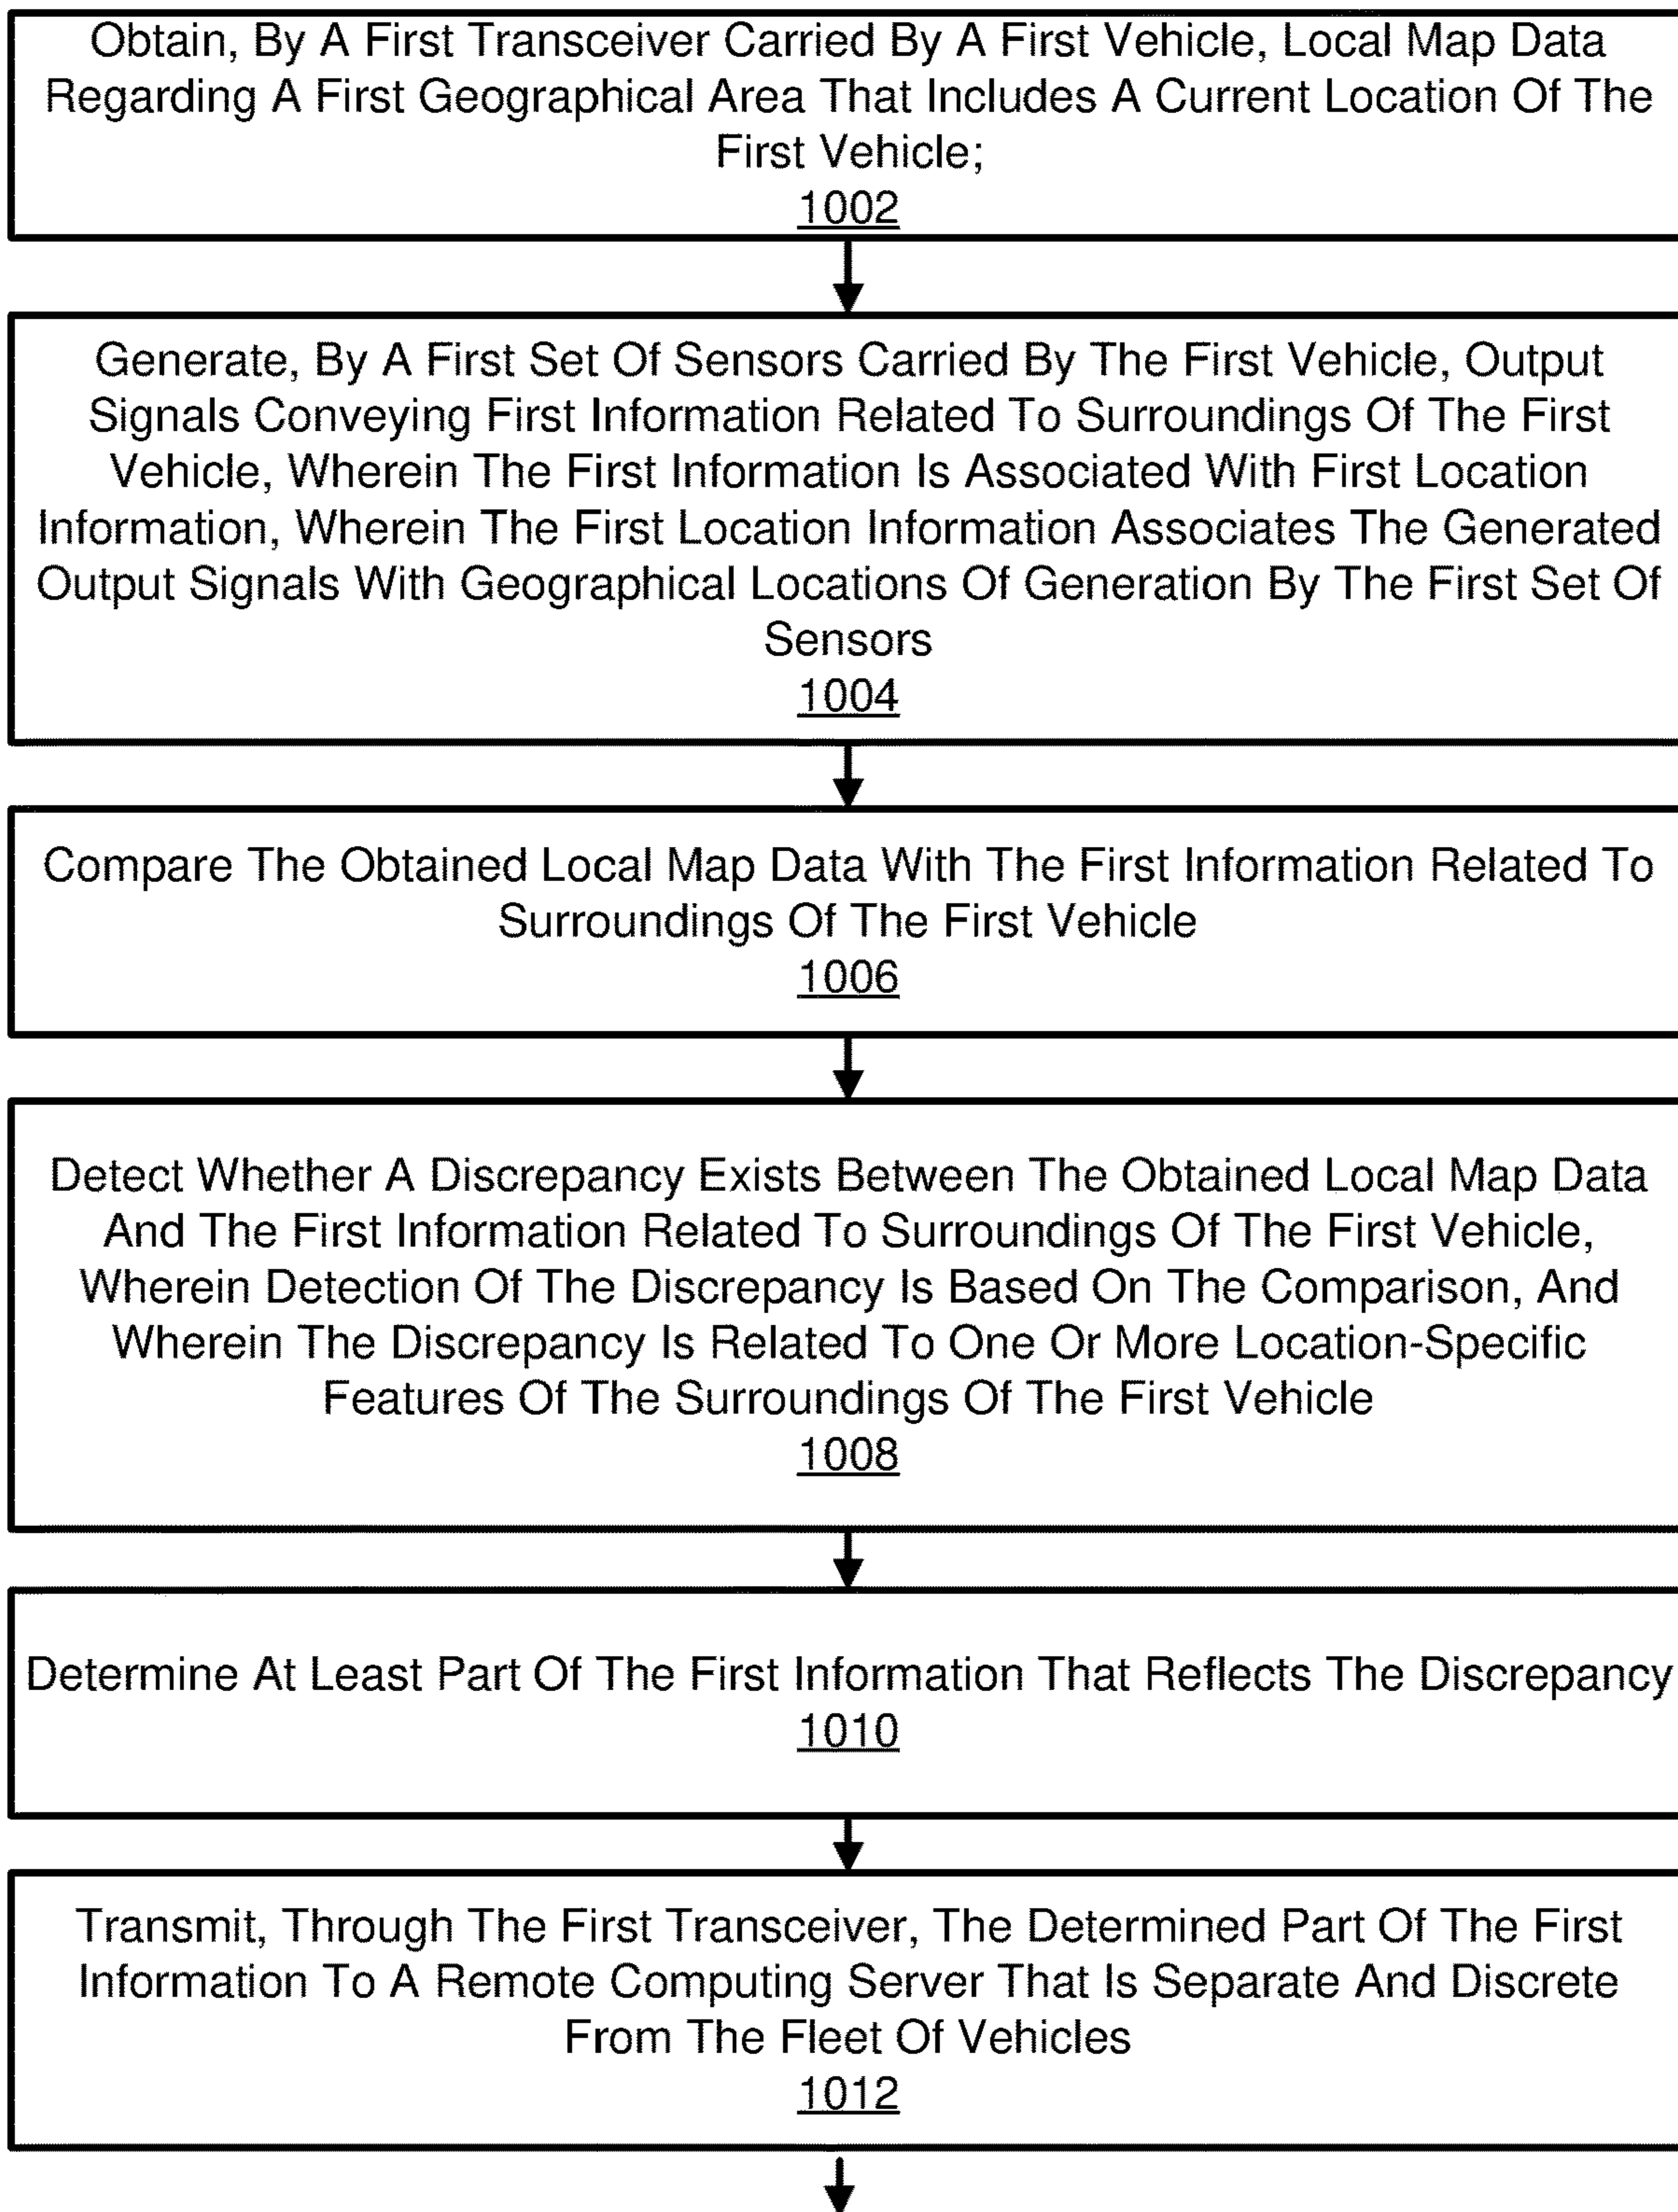 Obtain, By A First Transceiver Carried By A First Vehicle, Local Map Data
Regarding A First Geographical Area That Includes A Current Location Of The
First Vehicle;
1002
Generate, By A First Set Of Sensors Carried By The First Vehicle, Output
Signals Conveying First Information Related To Surroundings Of The First
Vehicle, Wherein The First Information Is Associated With First Location
Information, Wherein The First Location Information Associates The Generated
Output Signals With Geographical Locations Of Generation By The First Set Of
Sensors
1004
Compare The Obtained Local Map Data With The First Information Related To
Surroundings Of The First Vehicle
1006
Detect Whether A Discrepancy Exists Between The Obtained Local Map Data
And The First Information Related To Surroundings Of The First Vehicle,
Wherein Detection Of The Discrepancy Is Based On The Comparison, And
Wherein The Discrepancy Is Related To One Or More Location-Specific
Features Of The Surroundings Of The First Vehicle
1008
Determine At Least Part Of The First Information That Reflects The Discrepancy
1010
Transmit, Through The First Transceiver, The Determined Part Of The First
Information To A Remote Computing Server That Is Separate And Discrete
From The Fleet Of Vehicles
1012